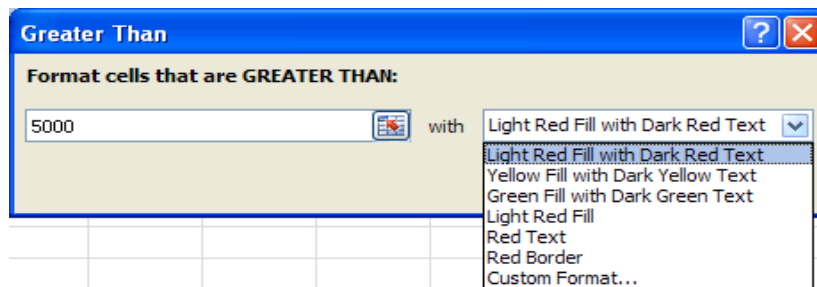 Greater Than
Format cells that are GREATER THAN:
5000 with Light Red Fill with Dark Red Text
Light Red Fill with Dark Red Text
Yellow Fill with Dark Yellow Text
Green Fill with Dark Green Text
Light Red Fill
Red Text
Red Border
Custom Format...